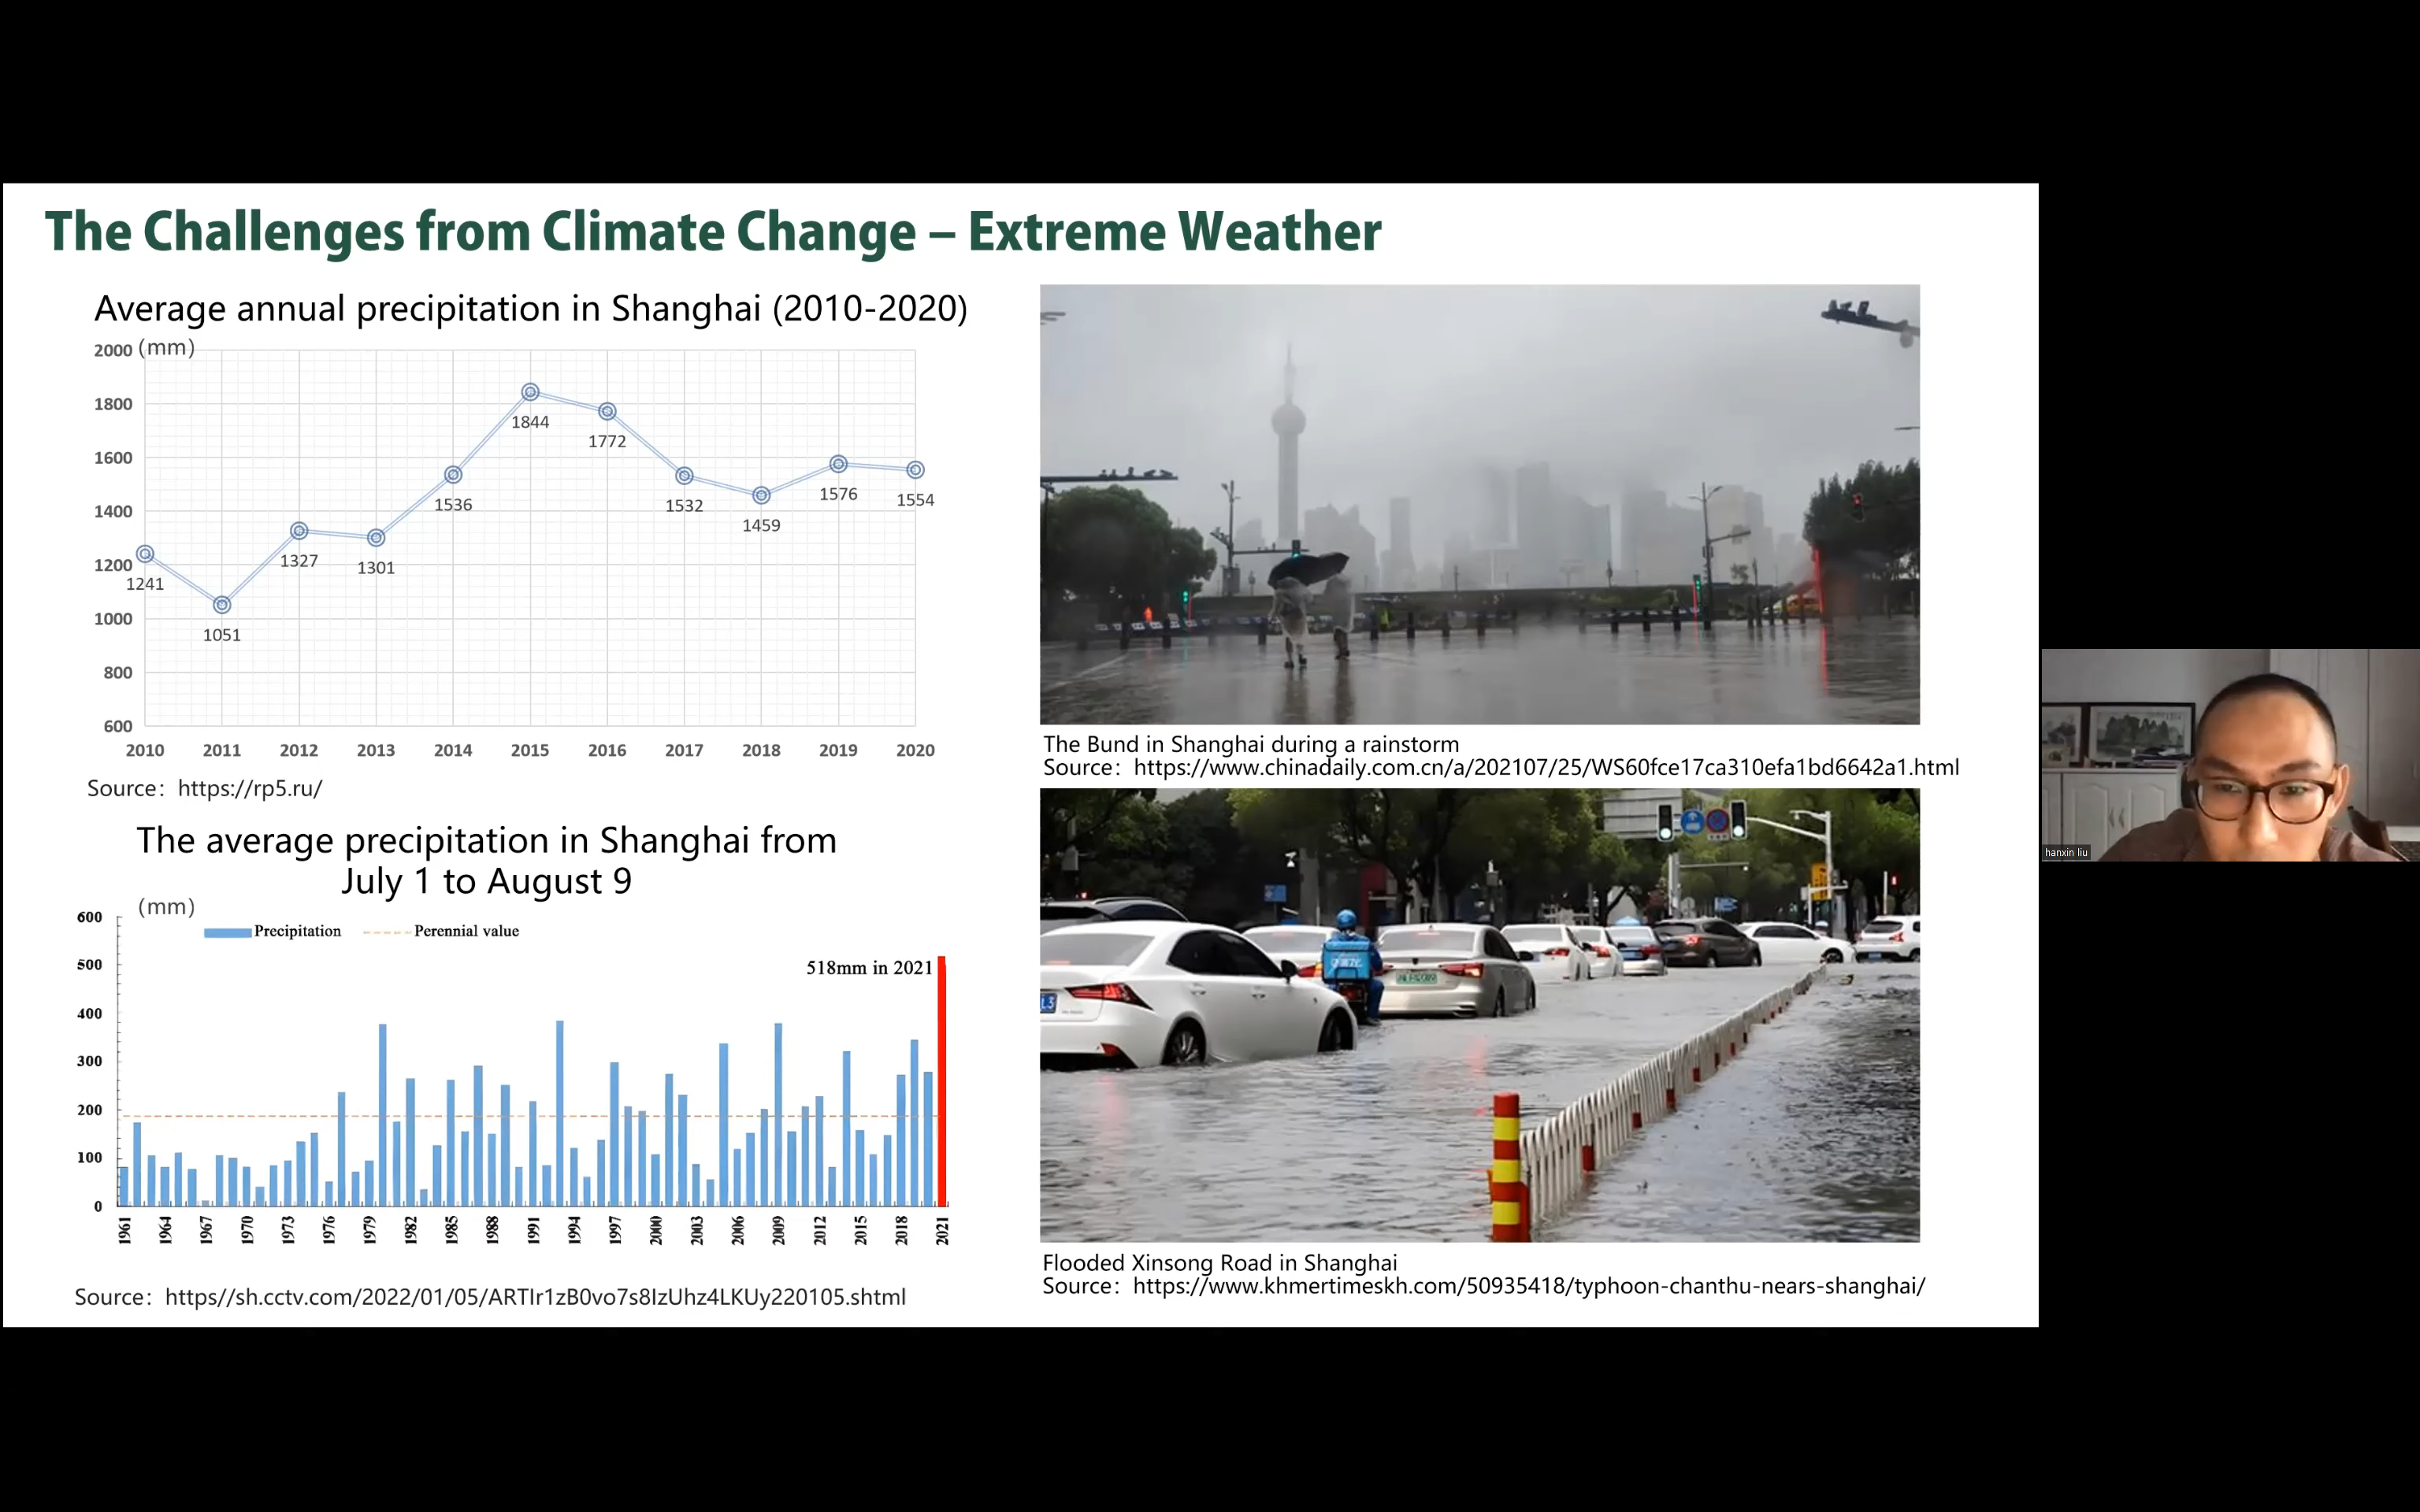 The Challenges from Climate Change – Extreme Weather
Average annual precipitation in Shanghai (2010-2020)
(mm)
2000
1800
1600
1400
1200
1000
800
600
1241
1051
1327
1301
1536
1844
1772
1532
1459
1576
1554
2010 2011 2012 2013 2014 2015 2016 2017 2018 2019 2020
Source: https://rp5.ru/
The average precipitation in Shanghai from
July 1 to August 9
(mm)
Precipitation Perennial value
518mm in 2021
600
500
400
300
200
100
0
1961 1964 1967 1970 1973 1976 1979 1982 1985 1988 1991 1994 1997 2000 2003 2006 2009 2012 2015 2018 2021
Source: https//sh.cctv.com/2022/01/05/ARTIr1zB0vo7s8IzUhz4LKUy220105.shtml
The Bund in Shanghai during a rainstorm
Source: https://www.chinadaily.com.cn/a/202107/25/WS60fce17ca310efa1bd6642a1.html
Flooded Xinsong Road in Shanghai
Source: https://www.khmertimeskh.com/50935418/typhoon-chanthu-nears-shanghai/
hanxin liu